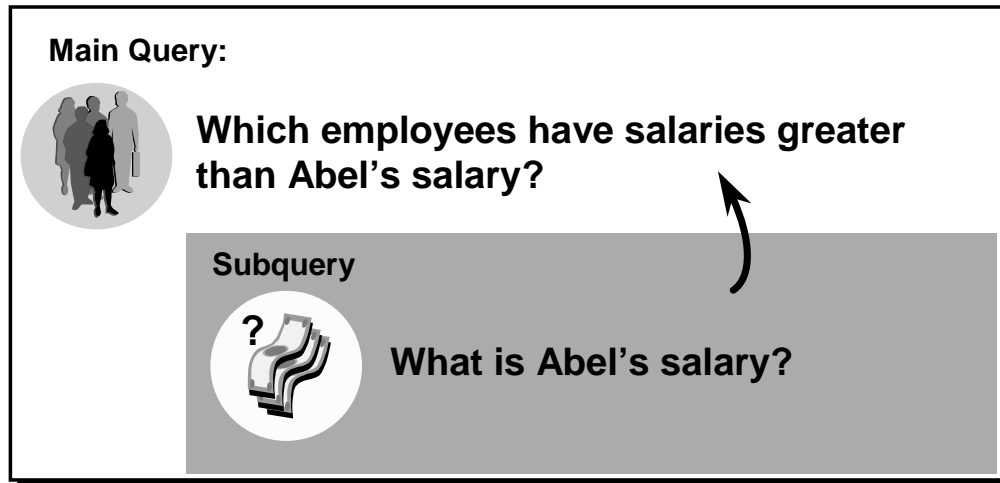 Main Query:
Which employees have salaries greater
than Abel’s salary?
Subquery
?
What is Abel’s salary?